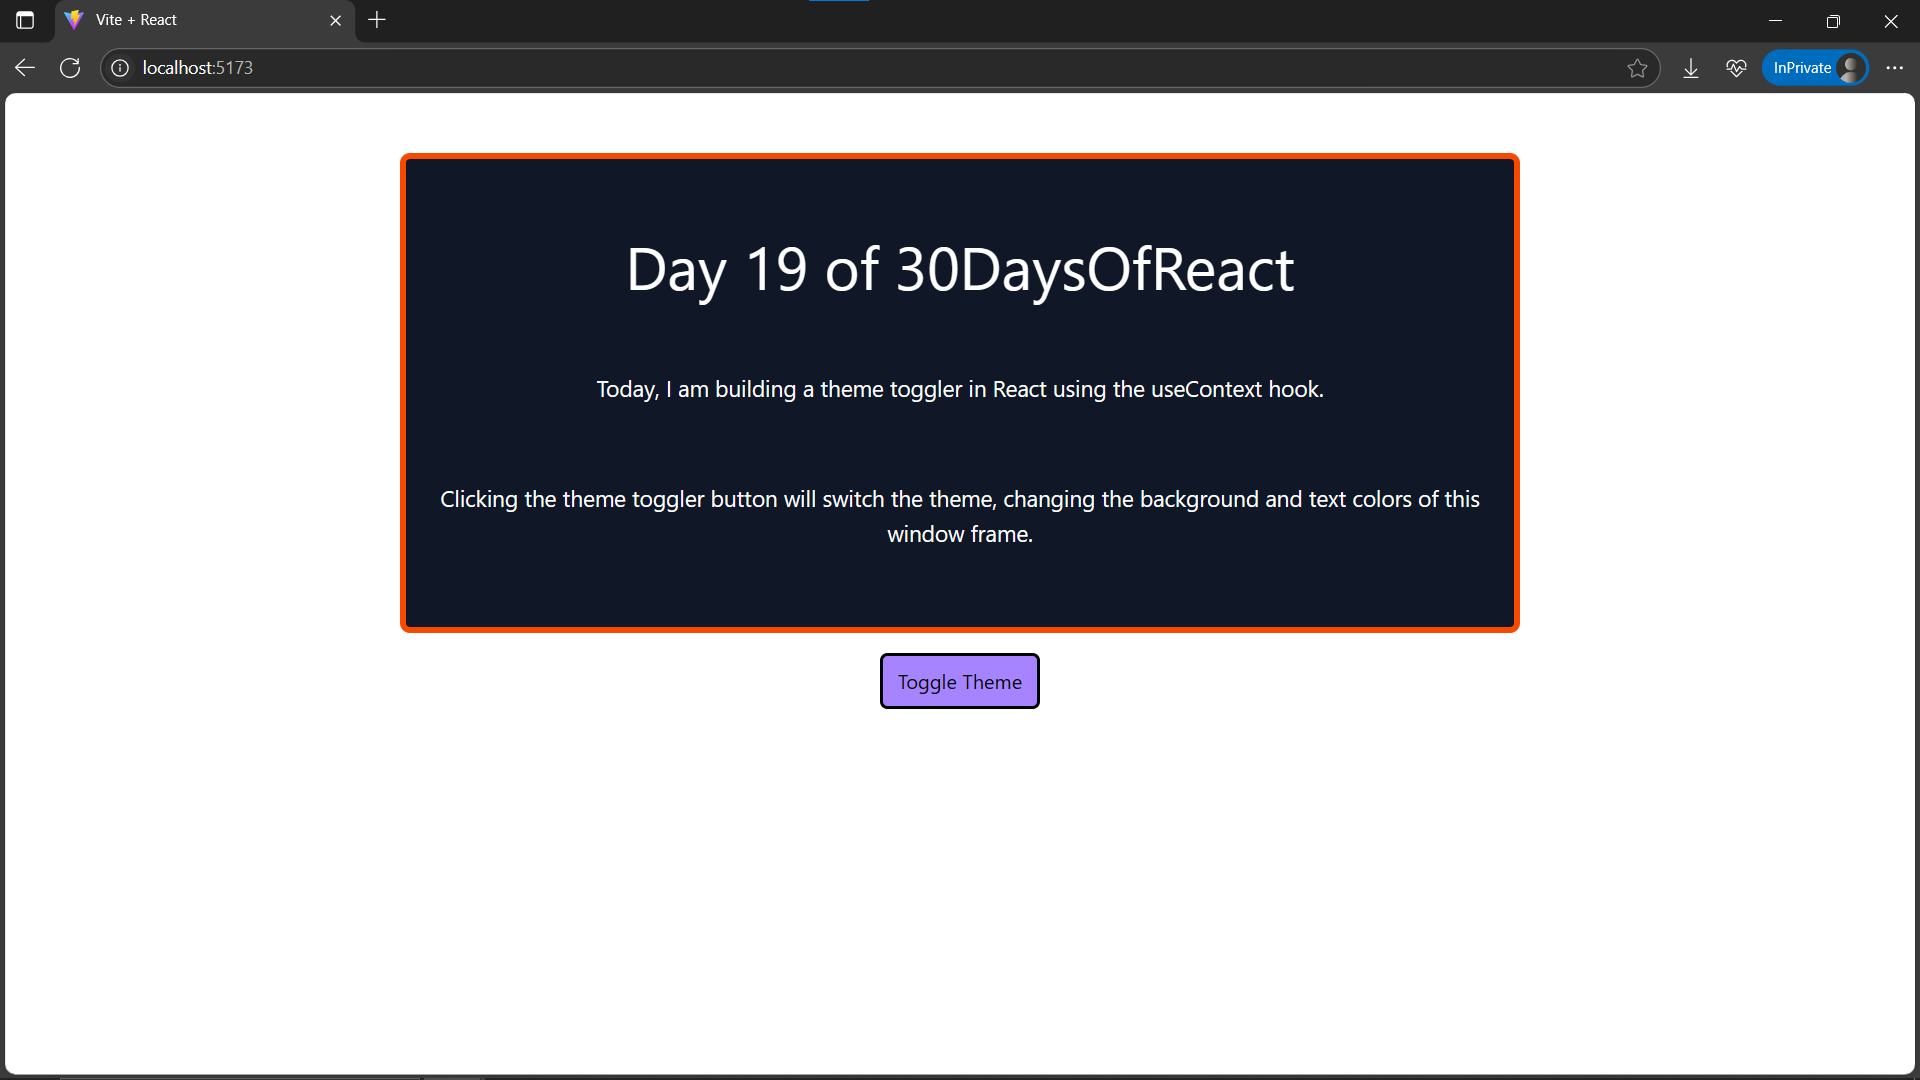 Vite + React
localhost:5173
InPrivate
Day 19 of 30DaysOfReact
Today, I am building a theme toggler in React using the useContext hook.
Clicking the theme toggler button will switch the theme, changing the background and text colors of this
window frame.
Toggle Theme